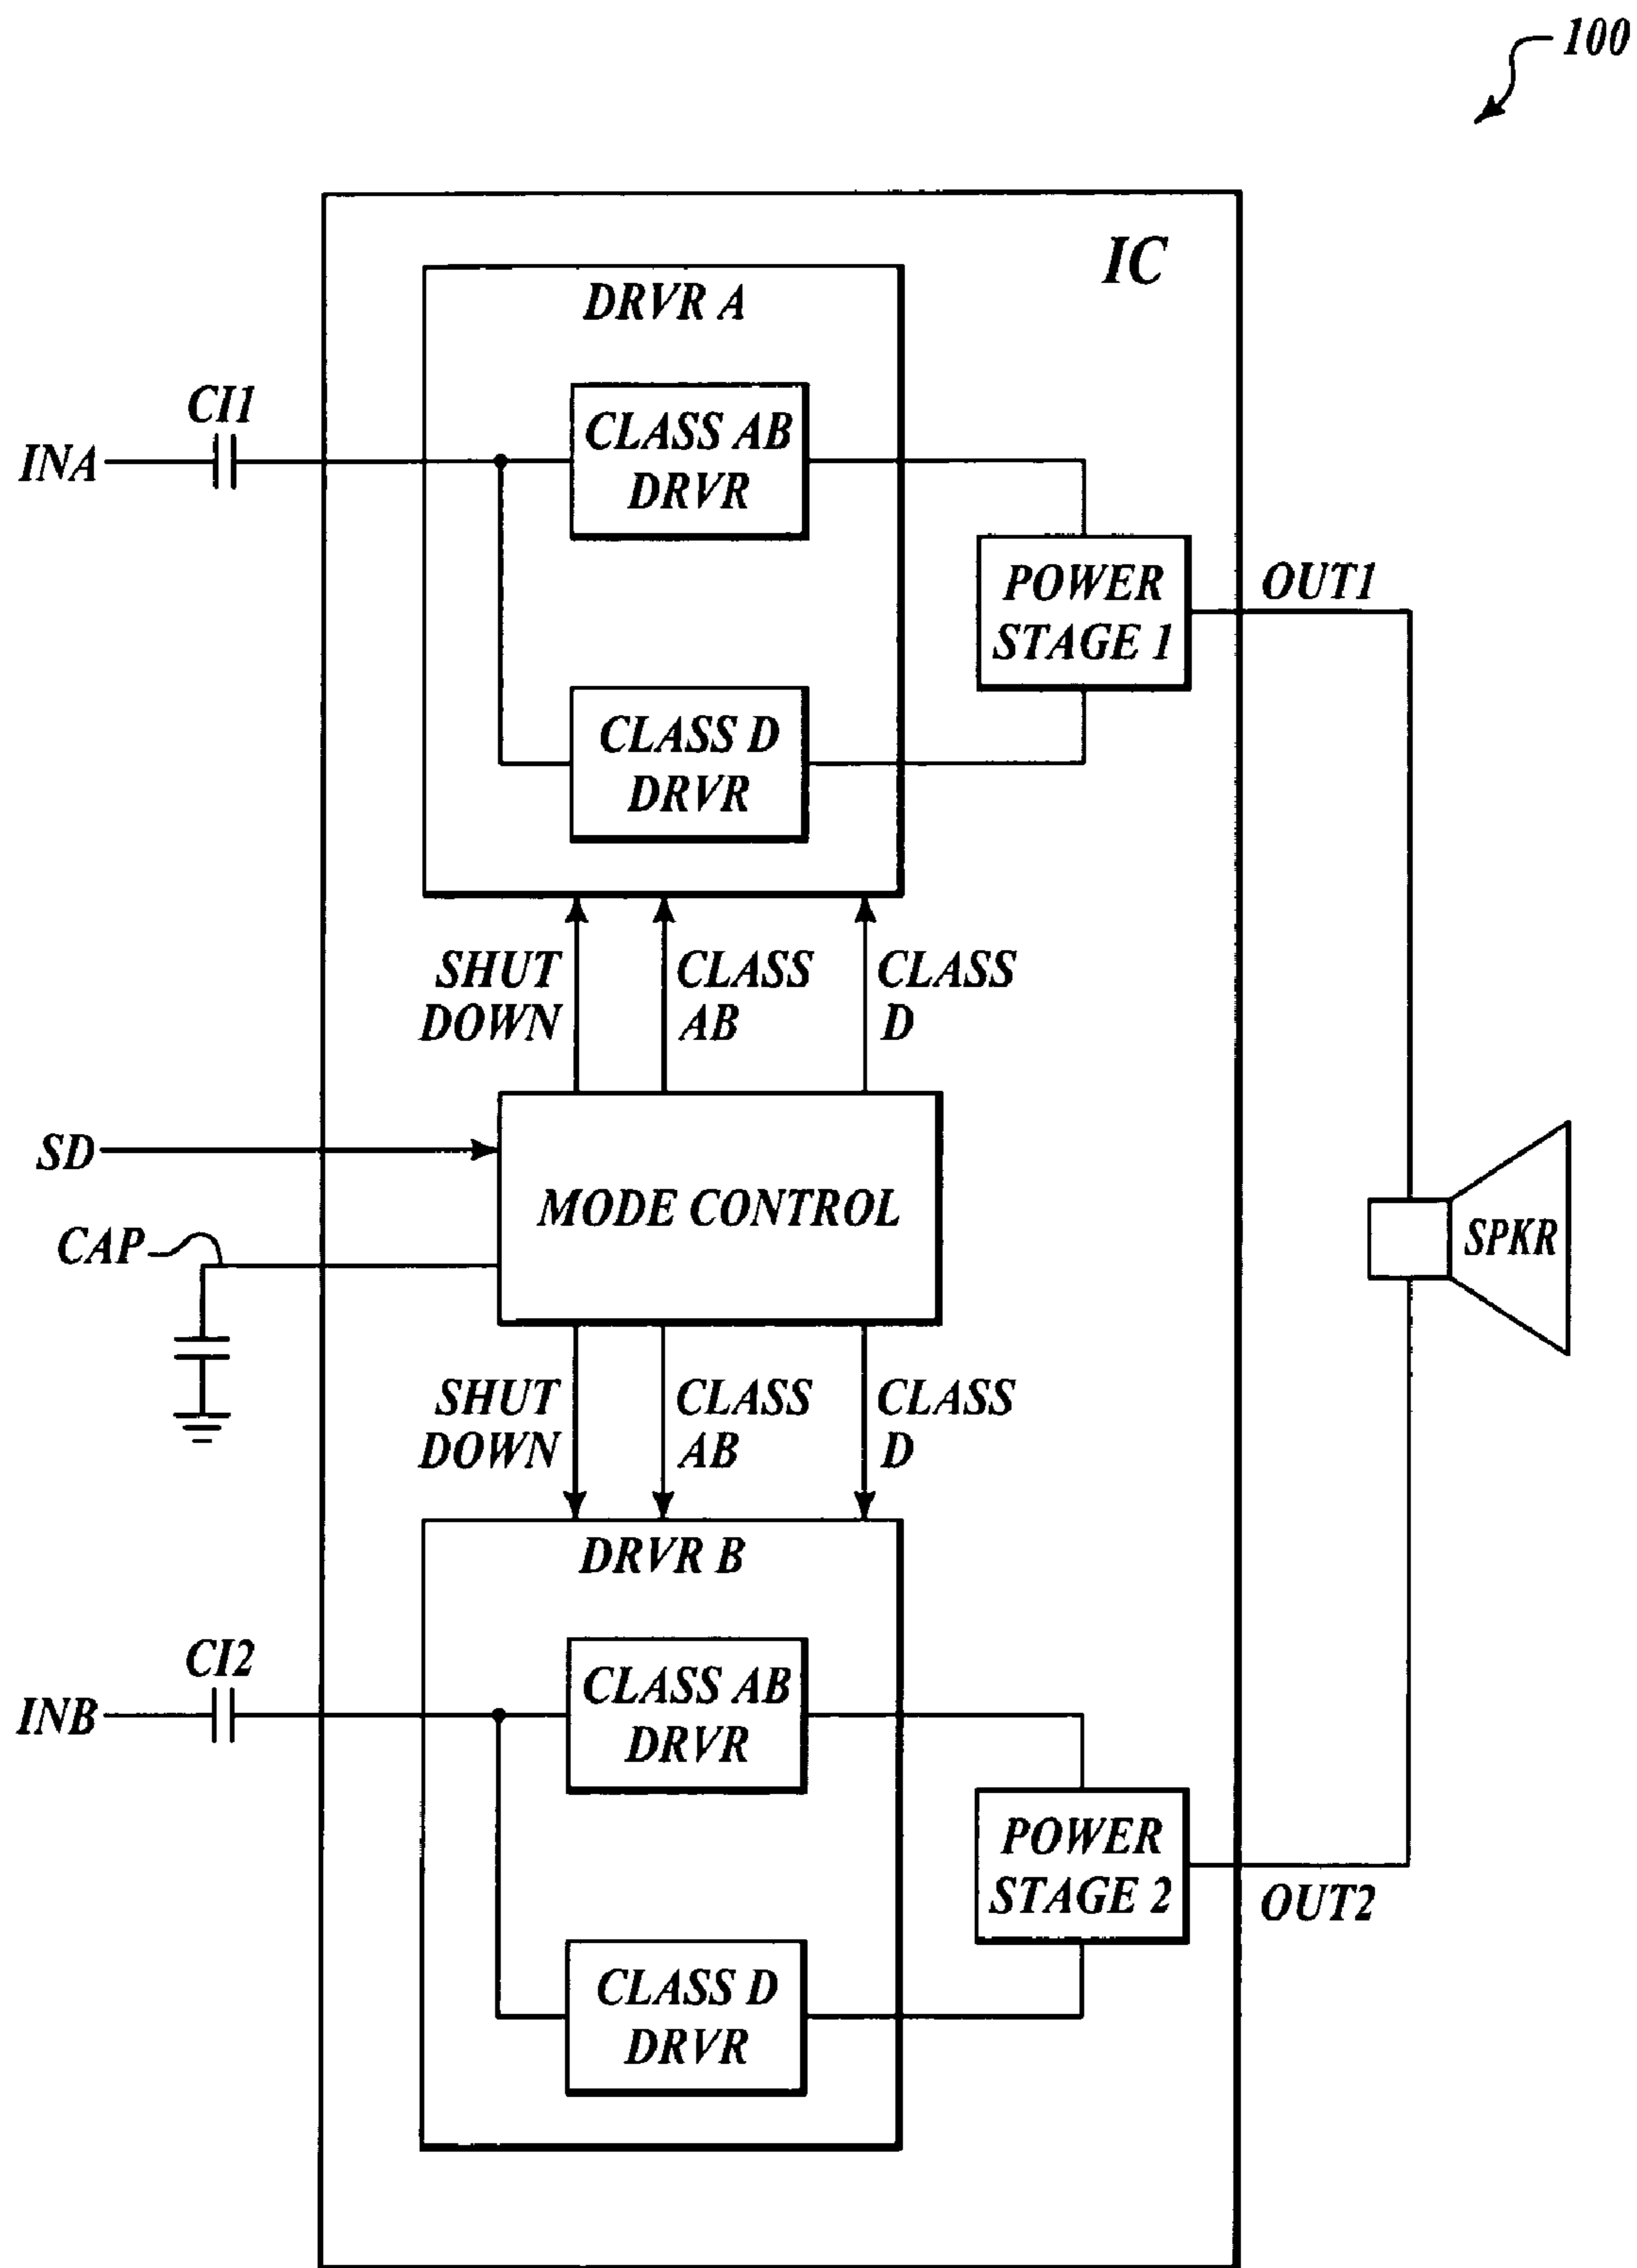 100
IC
DRVR A
CI1
INA
CLASS AB
DRVR
POWER
STAGE 1
OUT1
CLASS D
DRVR
SHUT
DOWN
CLASS
AB
CLASS
D
SD
MODE CONTROL
CAP
SPKR
SHUT
DOWN
CLASS
AB
CLASS
D
DRVR B
CI2
INB
CLASS AB
DRVR
POWER
STAGE 2
OUT2
CLASS D
DRVR